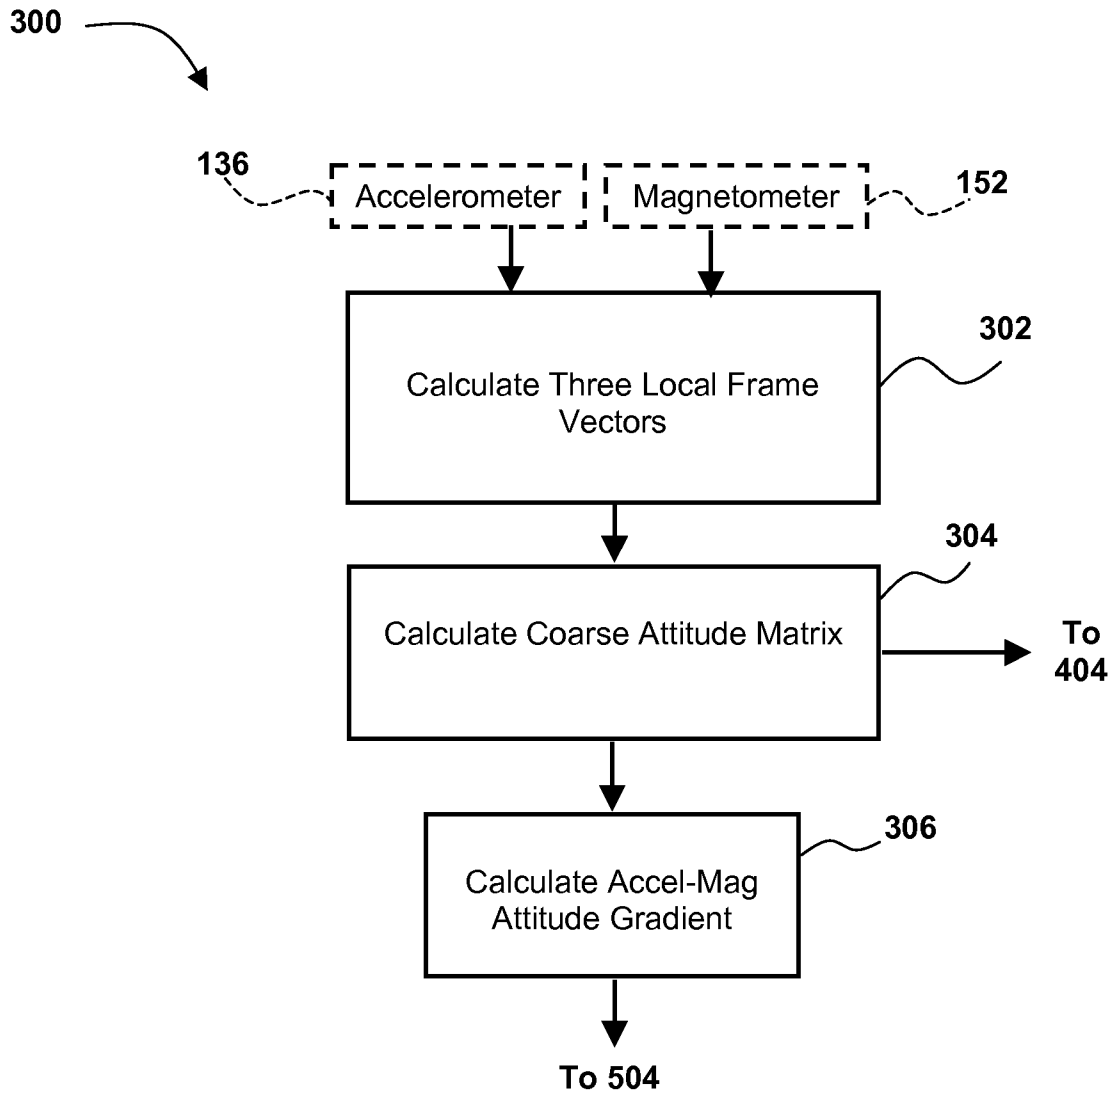 300
136
Accelerometer
Magnetometer
152
302
Calculate Three Local Frame
Vectors
304
Calculate Coarse Attitude Matrix
To
404
306
Calculate Accel-Mag
Attitude Gradient
To 504